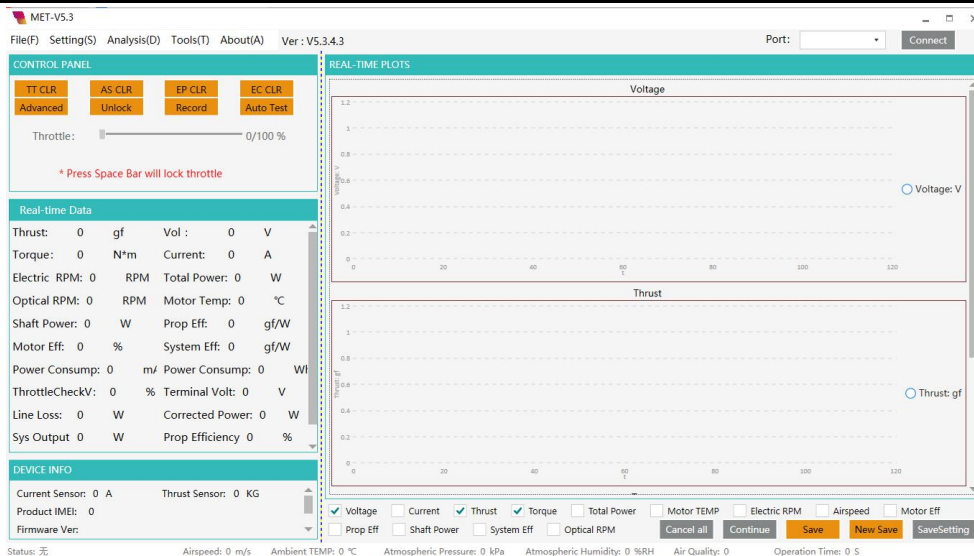 MET-V5.3
File(F) Setting(S) Analysis(D) Tools(T) About(A) Ver : V5.3.4.3 Port: Connect
CONTROL PANEL
TT CLR AS CLR EP CLR EC CLR
Advanced Unlock Record Auto Test
Throttle: 0/100 %
* Press Space Bar will lock throttle
Real-time Data
Thrust: 0 gf Vol : 0 V
Torque: 0 N*m Current: 0 A
Electric RPM: 0 RPM Total Power: 0 W
Optical RPM: 0 RPM Motor Temp: 0 ℃
Shaft Power: 0 W Prop Eff: 0 gf/W
Motor Eff: 0 % System Eff: 0 gf/W
Power Consump: 0 mA Power Consump: 0 Wh
ThrottleCheckV: 0 % Terminal Volt: 0 V
Line Loss: 0 W Corrected Power: 0 W
Sys Output 0 W Prop Efficiency 0 %
DEVICE INFO
Current Sensor: 0 A Thrust Sensor: 0 KG
Product IMEI: 0
Firmware Ver:
REAL-TIME PLOTS
Voltage
1.2
1
0.8
0.6
0.4
0.2
0
Voltage: V
0 20 40 60 80 100 120
t
Voltage: V
Thrust
1.2
1
0.8
0.6
0.4
0.2
0
Thrust: gf
0 20 40 60 80 100 120
t
Thrust: gf
Voltage Current Thrust Torque Total Power Motor TEMP Electric RPM Airspeed Motor Eff
Prop Eff Shaft Power System Eff Optical RPM Cancel all Continue Save New Save SaveSetting
Status: 无 Airspeed: 0 m/s Ambient TEMP: 0 ℃ Atmospheric Pressure: 0 kPa Atmospheric Humidity: 0 %RH Air Quality: 0 Operation Time: 0 S